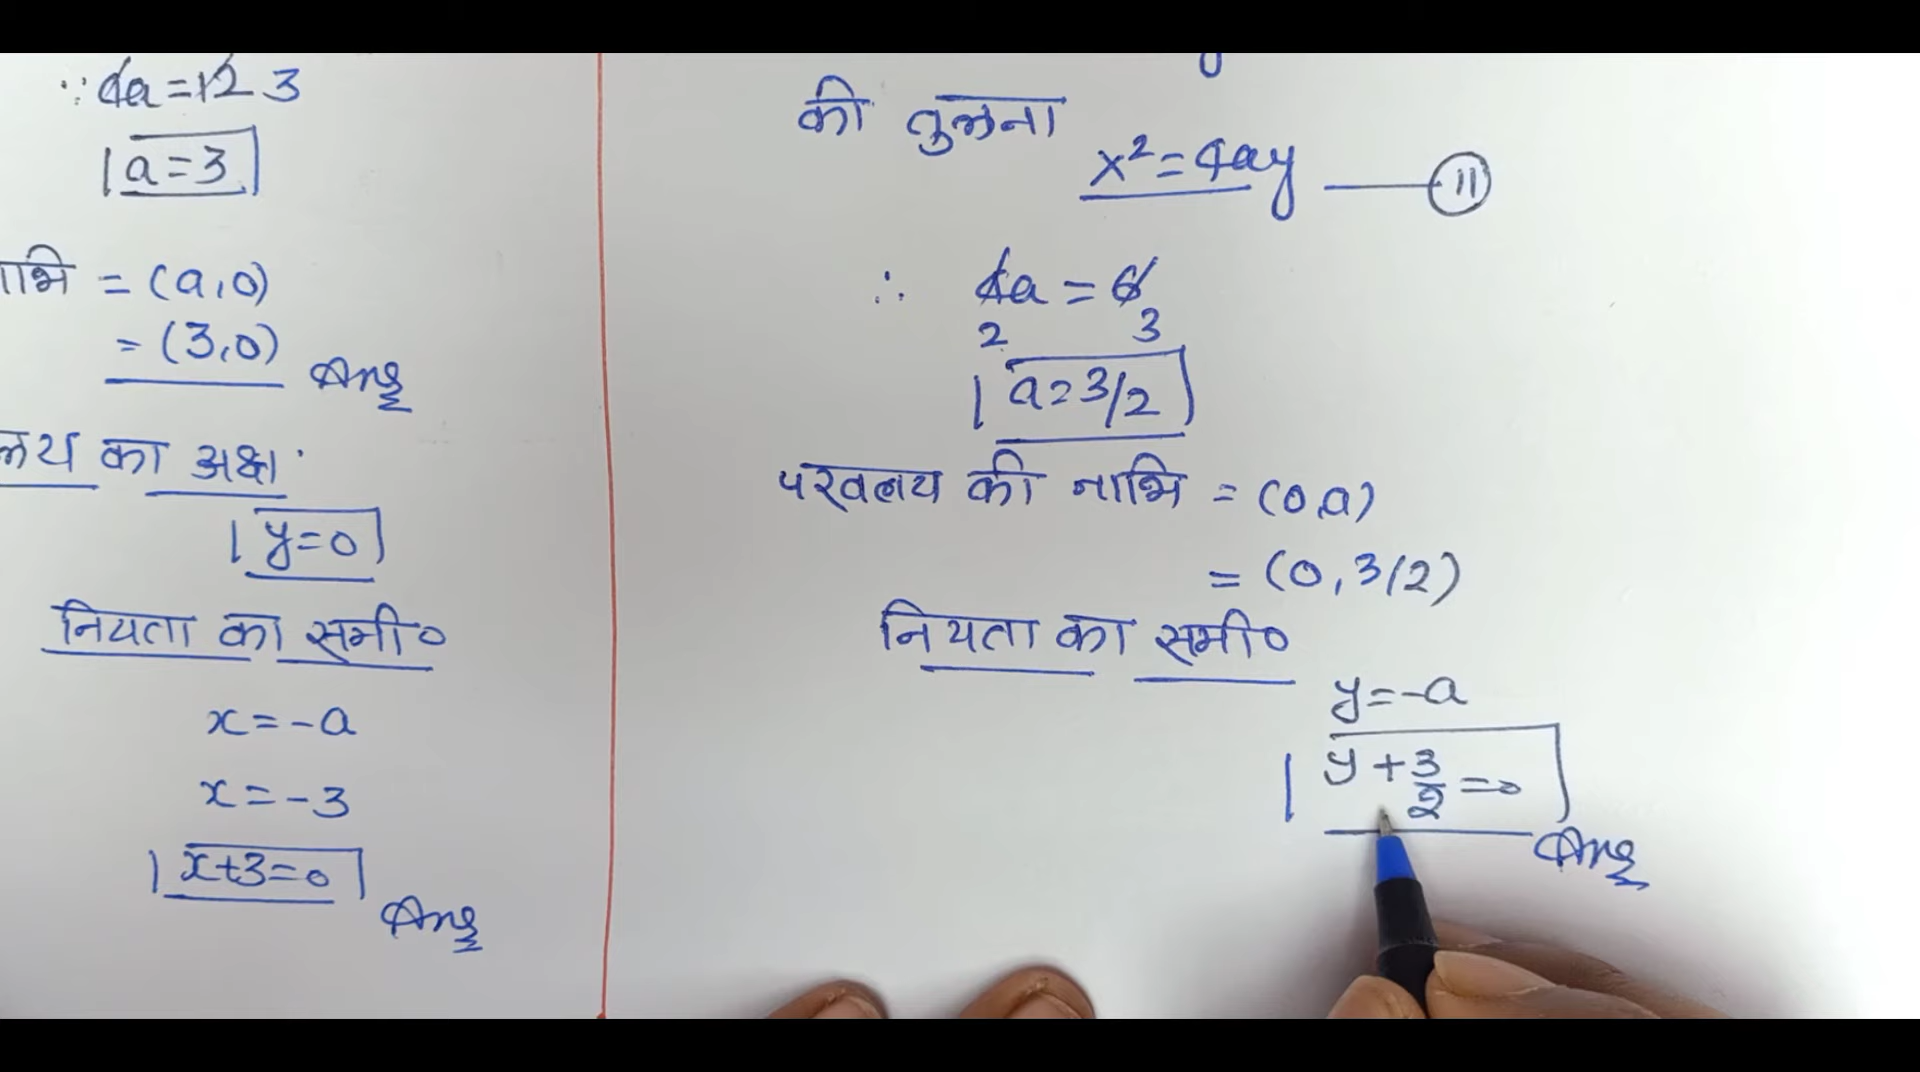 ∵ 4a = 12 3
a = 3
नाभि = (a, 0)
= (3, 0) Ans
का अक्ष
y = 0
नियता का समी०
x = -a
x = -3
x+3=0
Ans
की तुलना
x² = 4ay — (II)
∴ 4a = 6
2 3
a = 3/2
परवलय की नाभि = (0, a)
= (0, 3/2)
नियता का समी०
y = -a
y + 3/2 = 0
Ans